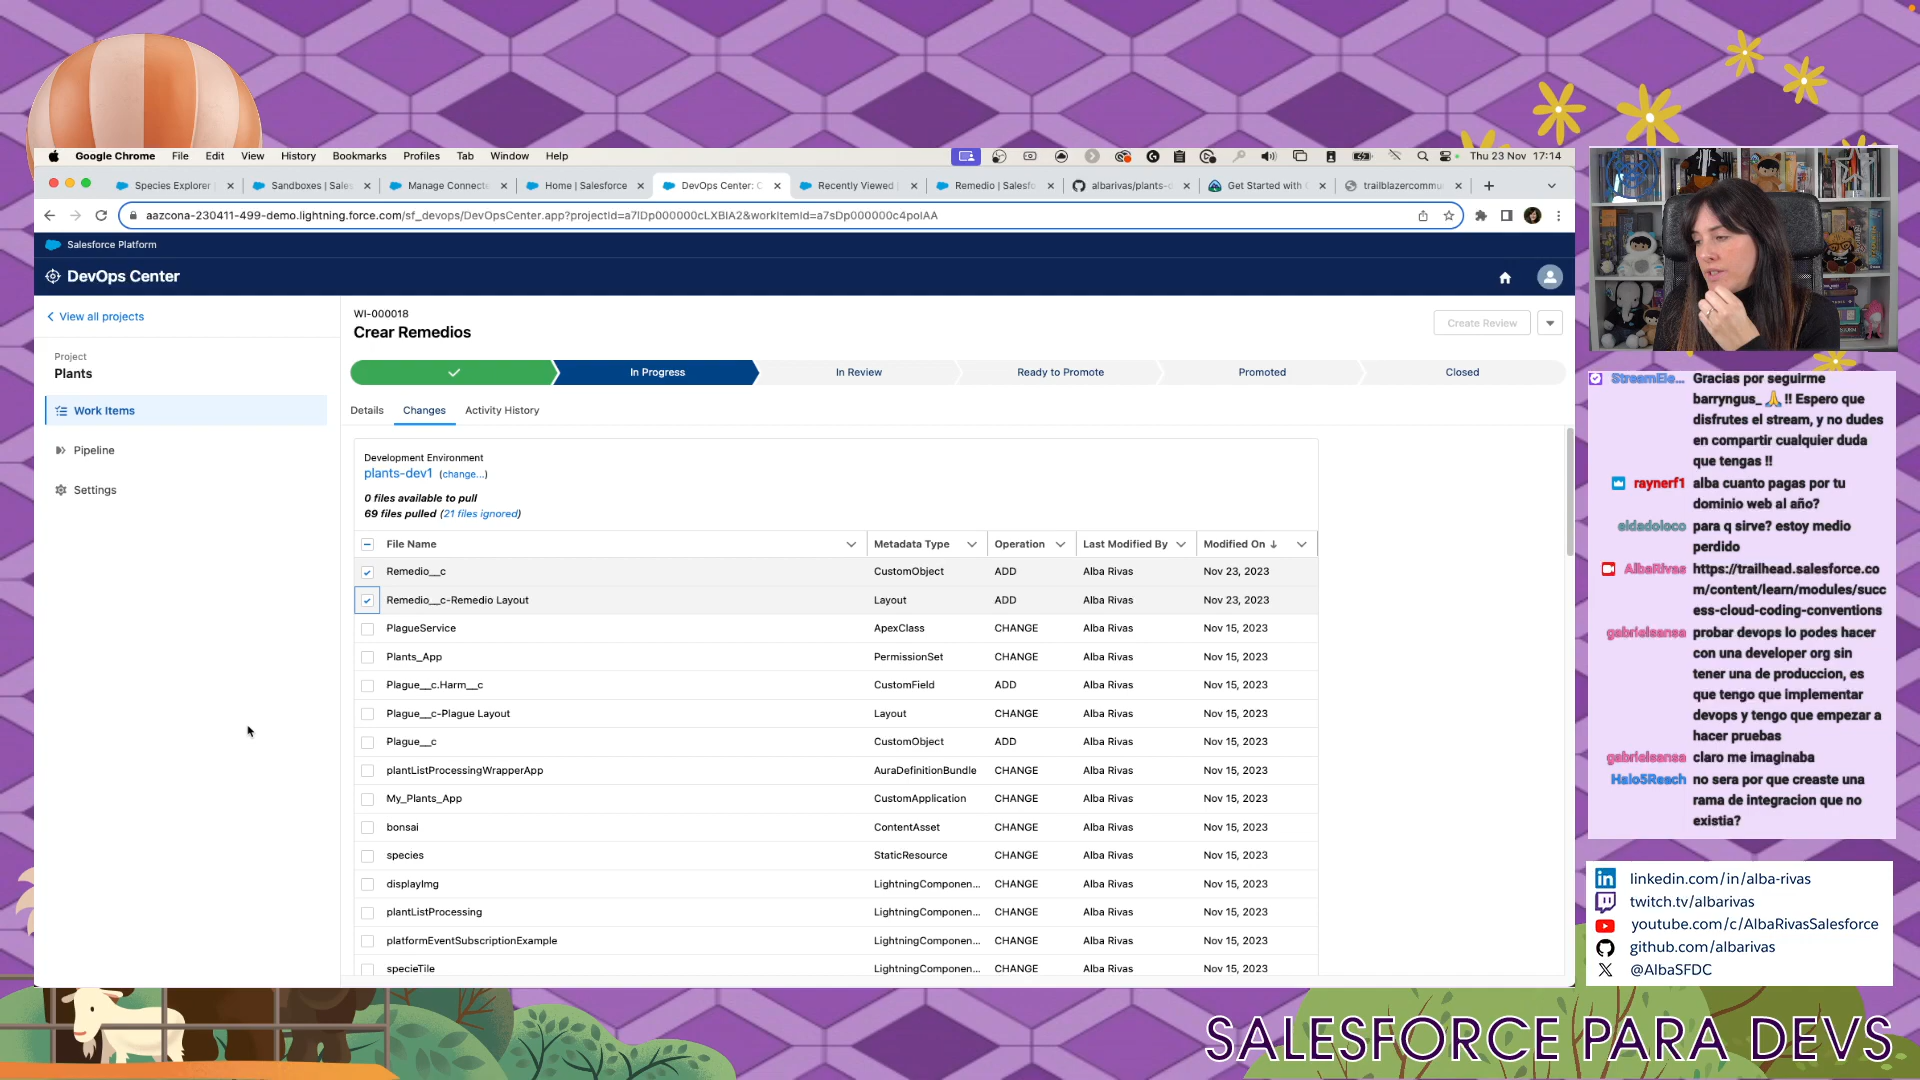 Google Chrome File Edit View History Bookmarks Profiles Tab Window Help
Thu 23 Nov 17:14
Species Explorer
Sandboxes | Sales
Manage Connecte
Home | Salesforce
DevOps Center: C
Recently Viewed |
Remedio | Salesfo
albarivas/plants-c
Get Started with
trailblazercommu
aazcona-230411-499-demo.lightning.force.com/sf_devops/DevOpsCenter.app?projectid=a7lDp000000cLXBIA2&workitemId=a7sDp000000c4polAA
Salesforce Platform
DevOps Center
View all projects
Project
Plants
Work Items
Pipeline
Settings
WI-000018
Crear Remedios
Create Review
In Progress
In Review
Ready to Promote
Promoted
Closed
Details Changes Activity History
Development Environment
plants-dev1 (change...)
0 files available to pull
69 files pulled (21 files ignored)
File Name Metadata Type Operation Last Modified By Modified On ↓
Remedio__c CustomObject ADD Alba Rivas Nov 23, 2023
Remedio__c-Remedio Layout Layout ADD Alba Rivas Nov 23, 2023
PlagueService ApexClass CHANGE Alba Rivas Nov 15, 2023
Plants_App PermissionSet CHANGE Alba Rivas Nov 15, 2023
Plague__c.Harm__c CustomField ADD Alba Rivas Nov 15, 2023
Plague__c-Plague Layout Layout CHANGE Alba Rivas Nov 15, 2023
Plague__c CustomObject ADD Alba Rivas Nov 15, 2023
plantListProcessingWrapperApp AuraDefinitionBundle CHANGE Alba Rivas Nov 15, 2023
My_Plants_App CustomApplication CHANGE Alba Rivas Nov 15, 2023
bonsai ContentAsset CHANGE Alba Rivas Nov 15, 2023
species StaticResource CHANGE Alba Rivas Nov 15, 2023
displayImg LightningComponen... CHANGE Alba Rivas Nov 15, 2023
plantListProcessing LightningComponen... CHANGE Alba Rivas Nov 15, 2023
platformEventSubscriptionExample LightningComponen... CHANGE Alba Rivas Nov 15, 2023
specieTile LightningComponen... CHANGE Alba Rivas Nov 15, 2023
StreamEle... Gracias por seguirme
barryngus_ 🙏 !! Espero que
disfrutes el stream, y no dudes
en compartir cualquier duda
que tengas !!
raynerf1 alba cuanto pagas por tu
dominio web al año?
eldadoloco para q sirve? estoy medio
perdido
AlbaRivas https://trailhead.salesforce.co
m/content/learn/modules/succ
ess-cloud-coding-conventions
gabrielsansa probar devops lo podes hacer
con una developer org sin
tener una de produccion, es
que tengo que implementar
devops y tengo que empezar a
hacer pruebas
gabrielsansa claro me imaginaba
Halo5Reach no sera por que creaste una
rama de integracion que no
existia?
linkedin.com/in/alba-rivas
twitch.tv/albarivas
youtube.com/c/AlbaRivasSalesforce
github.com/albarivas
@AlbaSFDC
SALESFORCE PARA DEVS